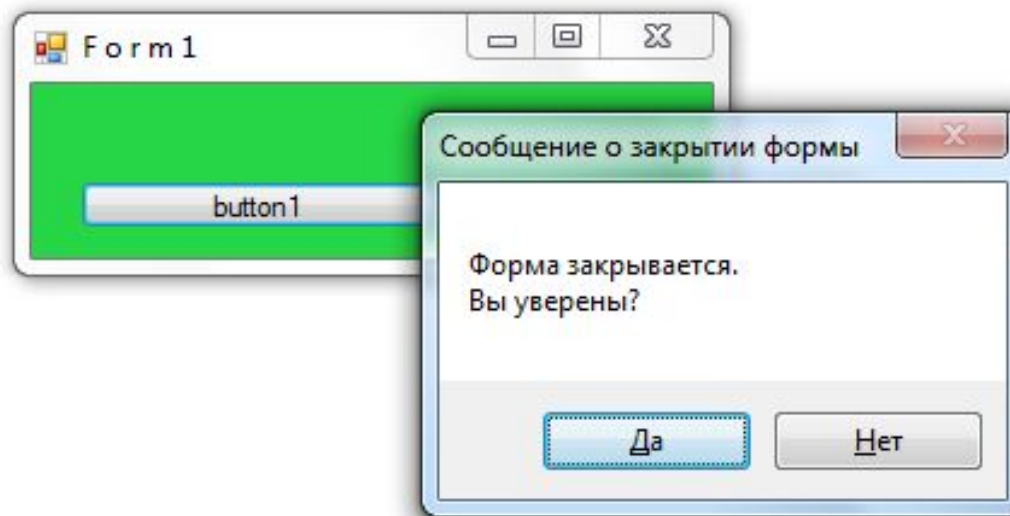 Form1
button1
Сообщение о закрытии формы
Форма закрывается.
Вы уверены?
Да
Нет